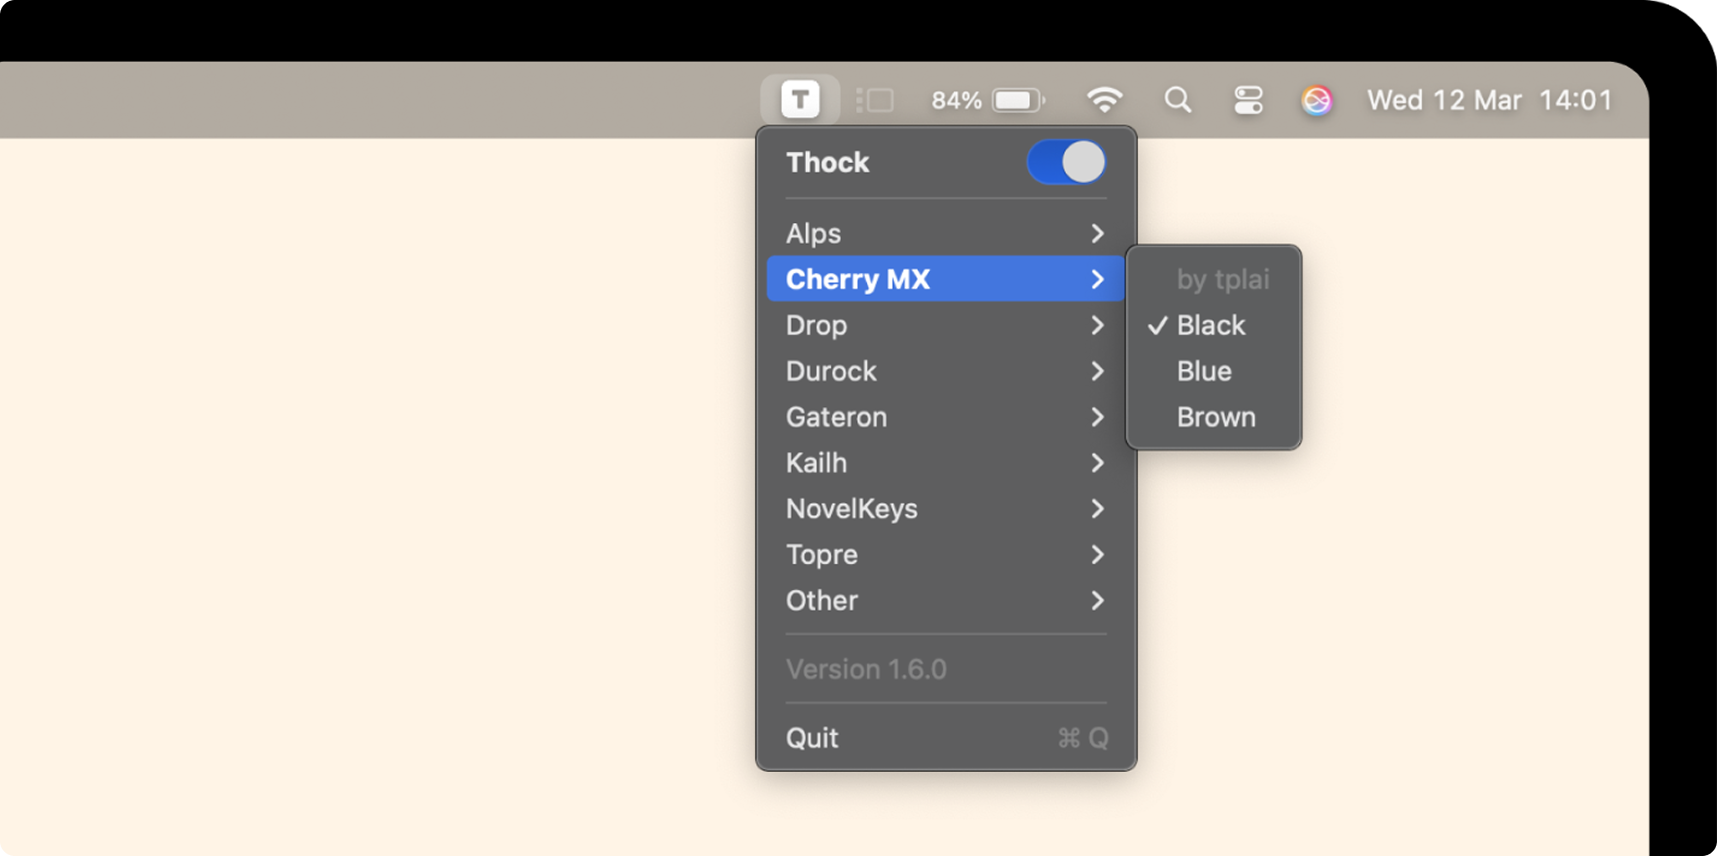 T 84% Wed 12 Mar 14:01
Thock
Alps
Cherry MX
Drop
Durock
Gateron
Kailh
NovelKeys
Topre
Other
Version 1.6.0
Quit ⌘ Q
by tplai
✓ Black
Blue
Brown